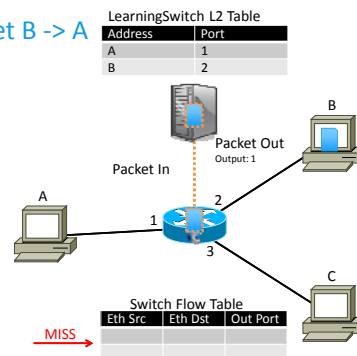 et B -> A
LearningSwitch L2 Table
Address Port
A 1
B 2
B
Packet Out
Output: 1
Packet In
A
2
1
3
C
Switch Flow Table
Eth Src Eth Dst Out Port
MISS